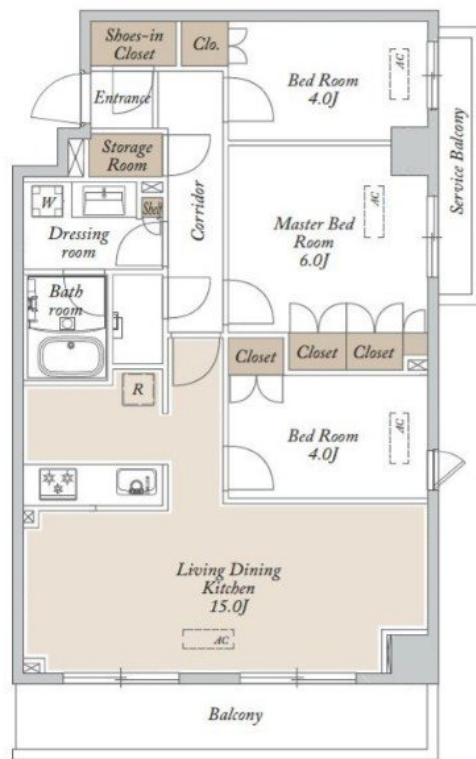 Shoes-in
Closet
Clo.
Bed Room
4.0J
AC
Entrance
Storage
Room
Service Balcony
W
Shelf
Corridor
Master Bed
Room
6.0J
AC
Dressing
room
Bath
room
Closet
Closet
Closet
R
Bed Room
4.0J
AC
Living Dining
Kitchen
15.0J
AC
Balcony